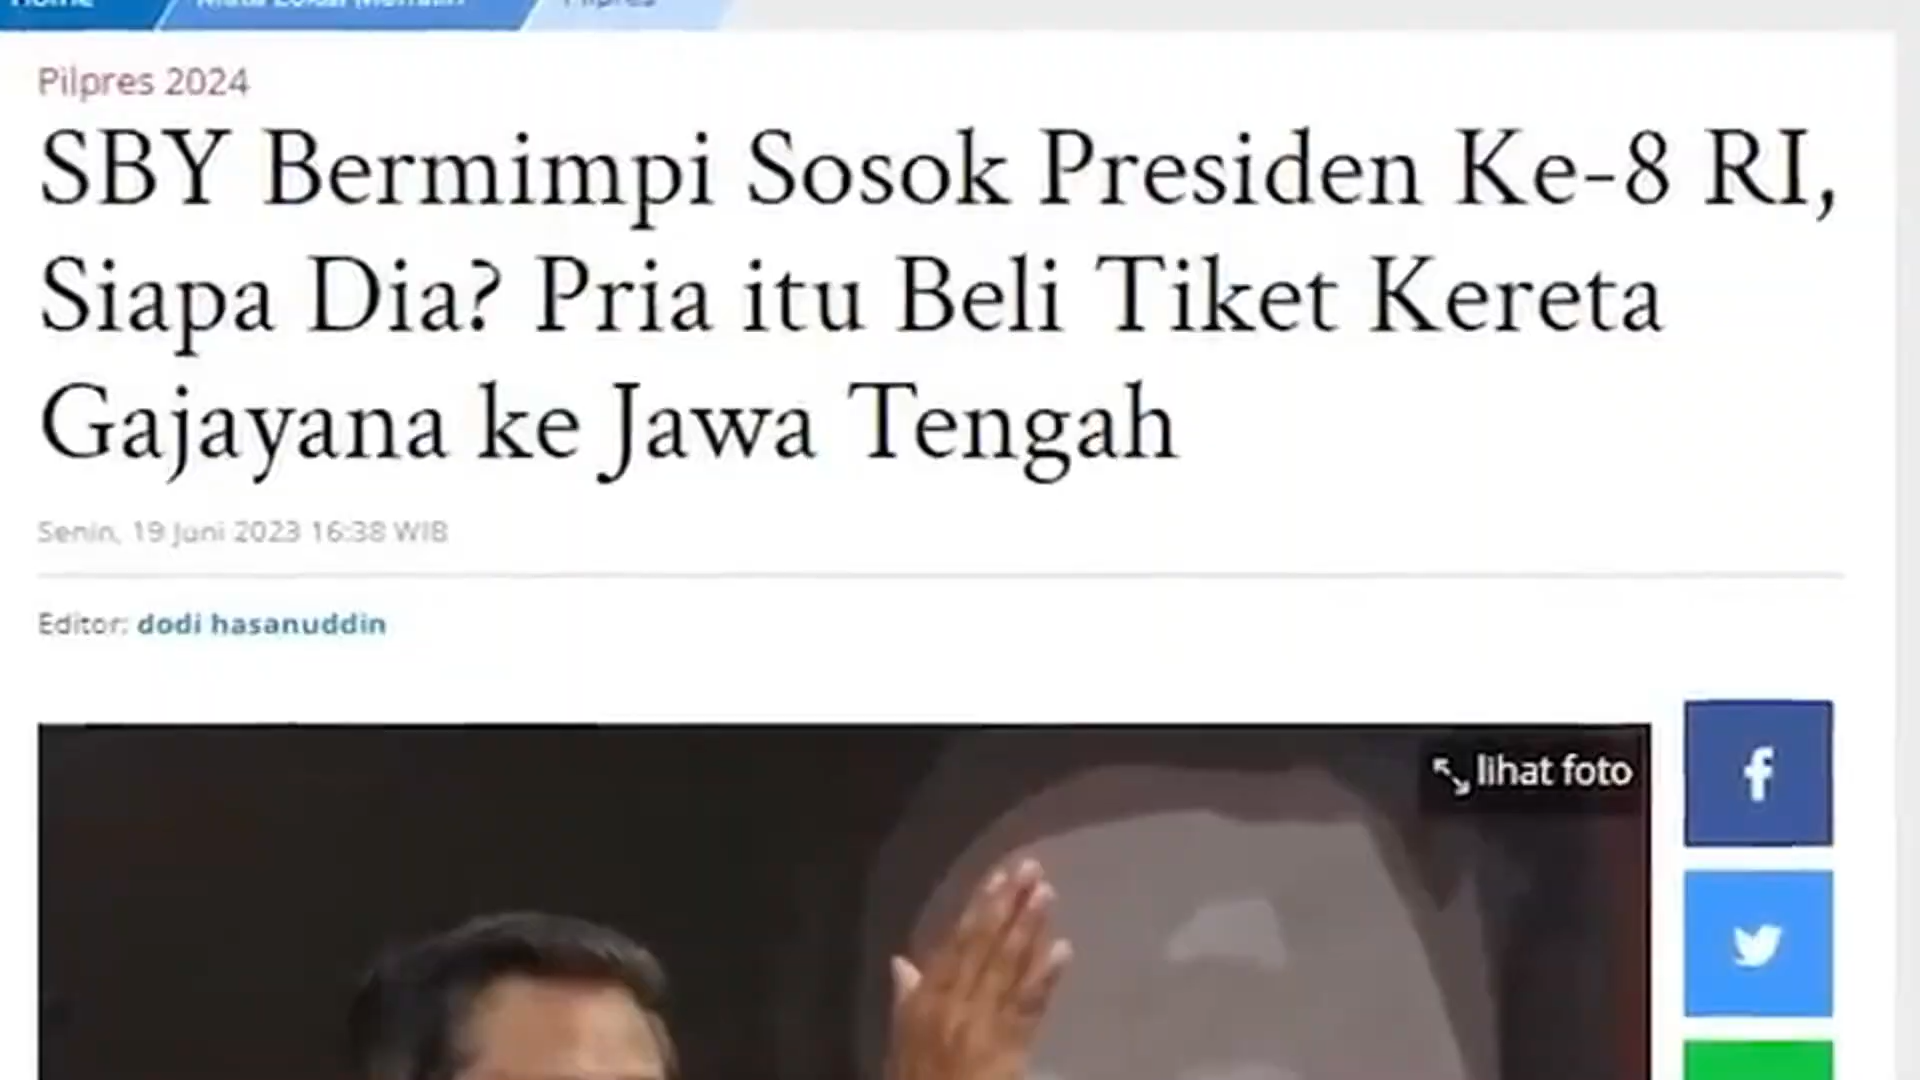 Pilpres 2024
SBY Bermimpi Sosok Presiden Ke-8 RI,
Siapa Dia? Pria itu Beli Tiket Kereta
Gajayana ke Jawa Tengah
Senin, 19 Juni 2023 16:38 WIB
Editor: dodi hasanuddin
lihat foto